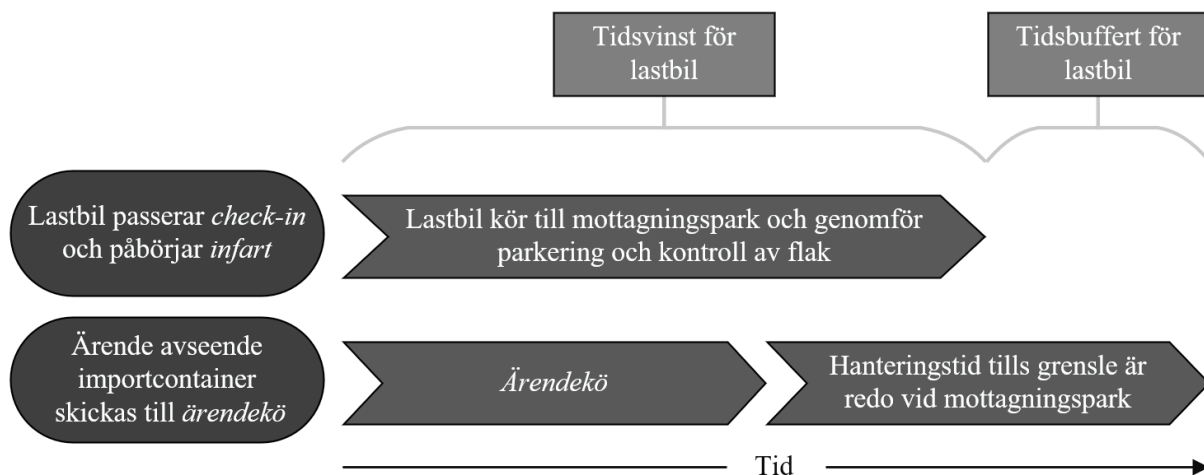 Tidsvinst för
lastbil
Tidsbuffert för
lastbil
Lastbil passerar check-in
och påbörjar infart
Lastbil kör till mottagningspark och genomför
parkering och kontroll av flak
Ärende avseende
importcontainer
skickas till ärendekö
Ärendekö
Hanteringstid tills grensle är
redo vid mottagningspark
Tid